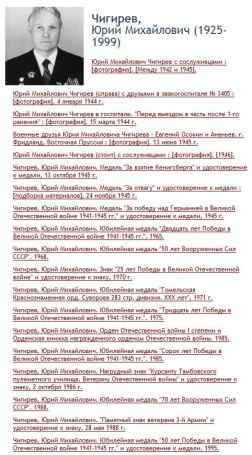 Чигирев,
Юрий Михайлович (1925-
1999)
Юрий Михайлович Чигирев с сослуживцами :
[фотография]. [Между 1942 и 1945].
Юрий Михайлович Чигирев (справа) с друзьями в эвакогоспитале № 3405 :
[фотография]. 4 января 1944 г.
Юрий Михайлович Чигирев в госпитале. "Перед выездом в часть после 1-го
ранения" : [фотография]. 15 марта 1944 г.
Военные друзья Юрия Михайловича Чигирева - Евгений Осокин и Ананьев. г.
Фридланд, Восточная Пруссия : [фотография]. 13 июня 1945 г.
Юрий Михайлович Чигирев (стоит) с сослуживцами : [фотография]. [1946].
Чигирев, Юрий Михайлович. Медаль "За взятие Кенигсберга" и удостоверение
к медали, 13 октября 1945 г.
Чигирев, Юрий Михайлович. Медаль "За отвагу" и удостоверение к медали :
[подборка материалов]. 24 ноября 1945 г.
Чигирев, Юрий Михайлович. Медаль "За победу над Германией в Великой
Отечественной войне 1941-1945 гг." и удостоверение к медали, 1945 г.
Чигирев, Юрий Михайлович. Юбилейная медаль "Двадцать лет Победы в
Великой Отечественной войне 1941-1945 гг.". 1965.
Чигирев, Юрий Михайлович. Юбилейная медаль "50 лет Вооруженных Сил
СССР". 1968.
Чигирев, Юрий Михайлович. Знак "25 лет Победы в Великой Отечественной
войне" и удостоверение к знаку, 1970 г.
Чигирев, Юрий Михайлович. Юбилейная медаль "Гомельская
Краснознаменная орд. Суворова 283 стр. дивизия. XXX лет", 1971 г.
Чигирев, Юрий Михайлович. Юбилейная медаль "Тридцать лет Победы в
Великой Отечественной войне 1941-1945 гг.". 1975.
Чигирев, Юрий Михайлович. Орден Отечественной войны I степени и
Орденская книжка награжденного орденом Отечественной войны. 1985.
Чигирев, Юрий Михайлович. Юбилейная медаль "Сорок лет Победы в
Великой Отечественной войне 1941-1945 гг.". 1985.
Чигирев, Юрий Михайлович. Нагрудный знак "Курсанту Тамбовского
пулеметного училища. Ветерану Отечественной войны" и удостоверение к
знаку, 2 октября 1986 г.
Чигирев, Юрий Михайлович. Юбилейная медаль "70 лет Вооруженных Сил
СССР". 1988.
Чигирев, Юрий Михайлович. "Памятный знак ветерана 3-й Армии" и
удостоверение к знаку, 28 мая 1988 г.
Чигирев, Юрий Михайлович. Юбилейная медаль "50 лет Победы в Великой
Отечественной войне 1941-1945 гг." и удостоверение к медали. 1995.